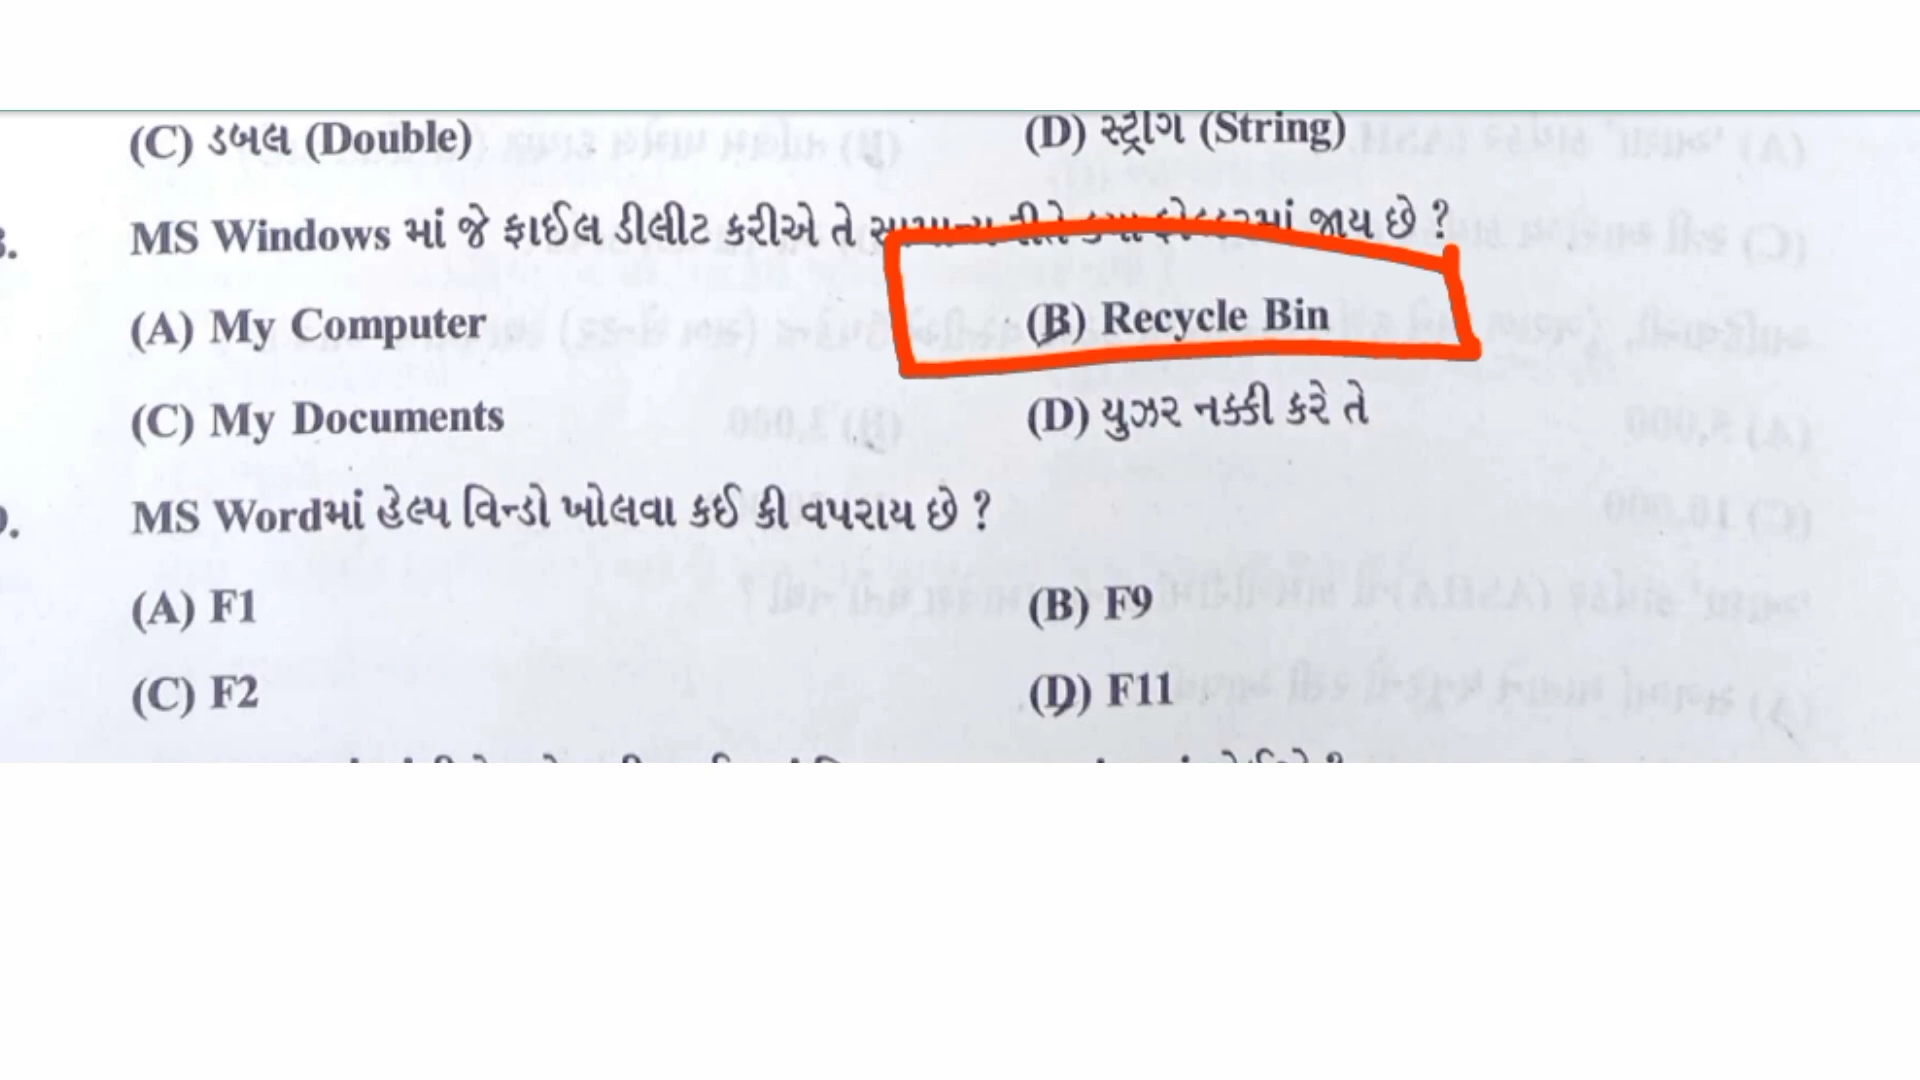 (C) ડબલ (Double) (D) સ્ટ્રીંગ (String)
MS Windows માં જે ફાઈલ ડીલીટ કરીએ તે જાય છે ?
(A) My Computer (B) Recycle Bin
(C) My Documents (D) યુઝર નક્કી કરે તે
MS Wordમાં હેલ્પ વિન્ડો ખોલવા કઈ કી વપરાય છે ?
(A) F1 (B) F9
(C) F2 (D) F11